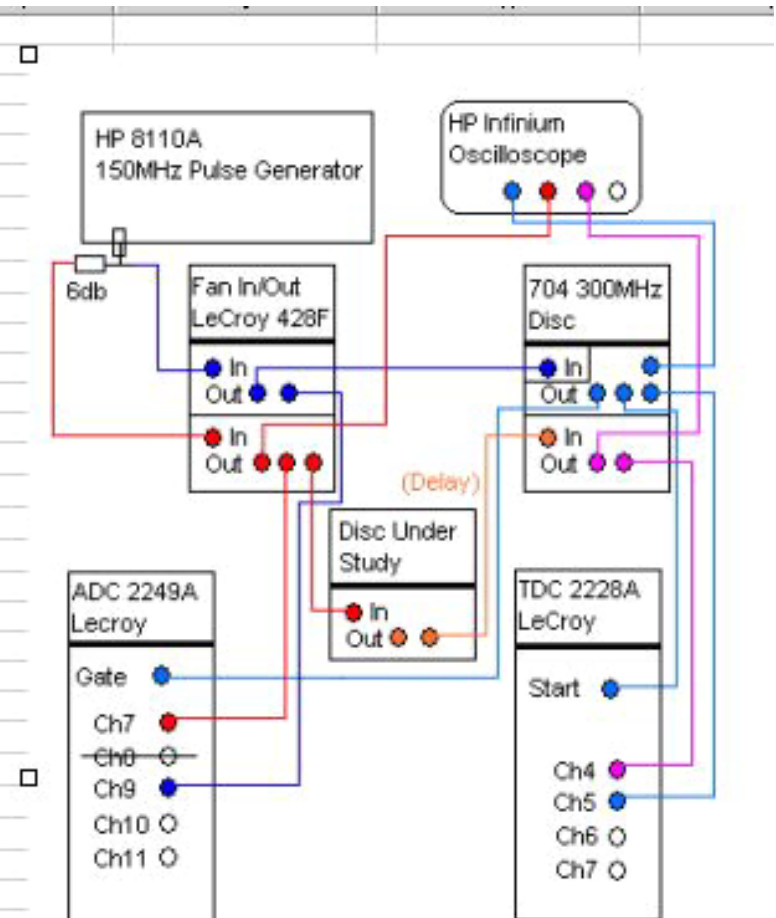 HP 8110A
150MHz Pulse Generator
HP Infinium
Oscilloscope
6db
Fan In/Out
LeCroy 428F
In
Out
In
Out
704 300MHz
Disc
In
Out
In
Out
(Delay)
Disc Under
Study
In
Out
ADC 2249A
Lecroy
Gate
Ch7
Ch8
Ch9
Ch10
Ch11
TDC 2228A
LeCroy
Start
Ch4
Ch5
Ch6
Ch7